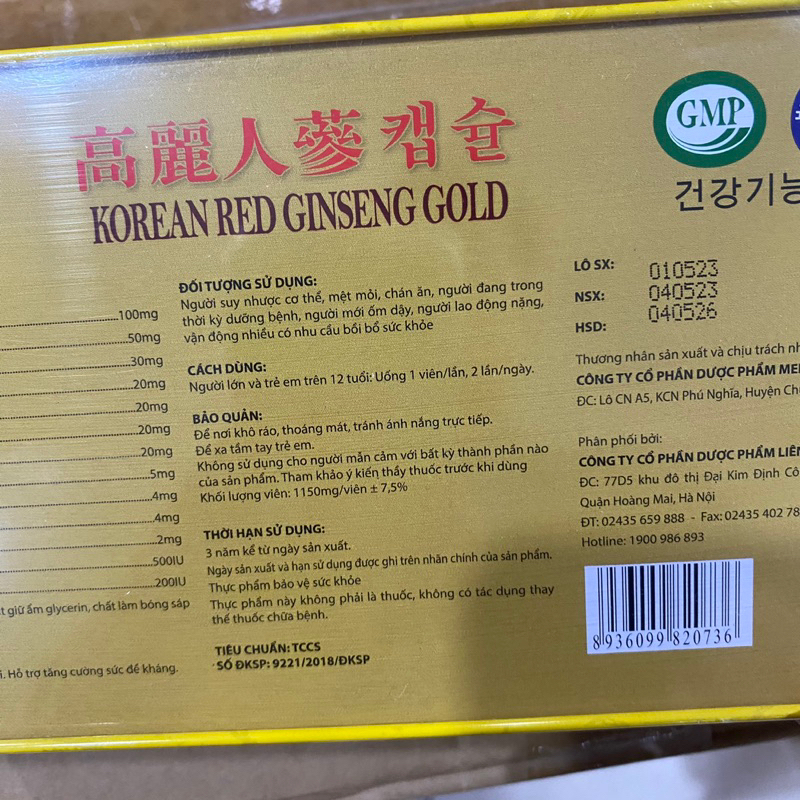 高麗人蔘캡슐
KOREAN RED GINSENG GOLD
GMP
건강기능
100mg
50mg
30mg
20mg
20mg
20mg
20mg
5mg
4mg
4mg
2mg
500IU
200IU
giữ ẩm glycerin, chất làm bóng sáp
Hỗ trợ tăng cường sức đề kháng.
ĐỐI TƯỢNG SỬ DỤNG:
Người suy nhược cơ thể, mệt mỏi, chán ăn, người đang trong
thời kỳ dưỡng bệnh, người mới ốm dậy, người lao động nặng,
vận động nhiều có nhu cầu bồi bổ sức khỏe
CÁCH DÙNG:
Người lớn và trẻ em trên 12 tuổi: Uống 1 viên/lần, 2 lần/ngày.
BẢO QUẢN:
Để nơi khô ráo, thoáng mát, tránh ánh nắng trực tiếp.
Để xa tầm tay trẻ em.
Không sử dụng cho người mẫn cảm với bất kỳ thành phần nào
của sản phẩm. Tham khảo ý kiến thầy thuốc trước khi dùng
Khối lượng viên: 1150mg/viên ± 7,5%
THỜI HẠN SỬ DỤNG:
3 năm kể từ ngày sản xuất.
Ngày sản xuất và hạn sử dụng được ghi trên nhãn chính của sản phẩm.
Thực phẩm bảo vệ sức khỏe
Thực phẩm này không phải là thuốc, không có tác dụng thay
thế thuốc chữa bệnh.
TIÊU CHUẨN: TCCS
SỐ ĐKSP: 9221/2018/ĐKSP
LÔ SX: 010523
NSX: 040523
HSD: 040526
Thương nhân sản xuất và chịu trách
CÔNG TY CỔ PHẦN DƯỢC PHẨM
ĐC: Lô CN A5, KCN Phú Nghĩa, Huyện
Phân phối bởi:
CÔNG TY CỔ PHẦN DƯỢC PHẨM LIÊN
ĐC: 77D5 khu đô thị Đại Kim Định
Quận Hoàng Mai, Hà Nội
ĐT: 02435 659 888 - Fax: 02435 402 78
Hotline: 1900 986 893
8 936099 820736